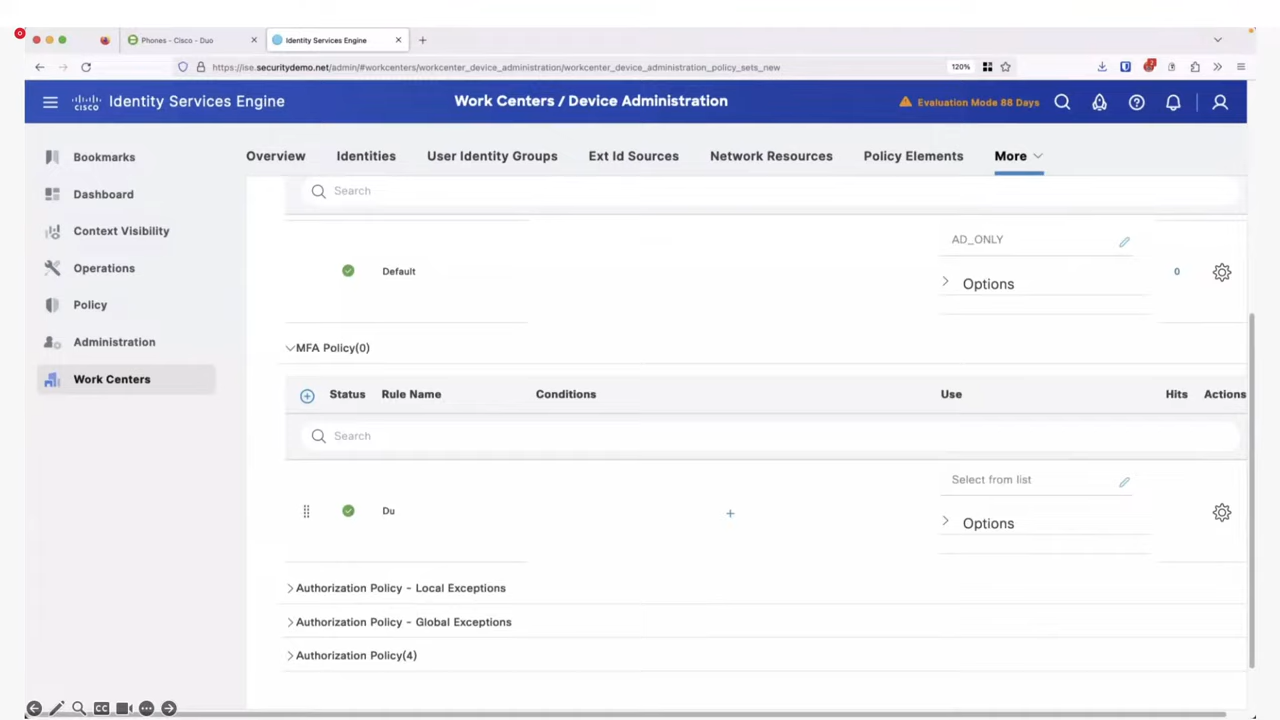 Phones - Cisco - Duo
Identity Services Engine
https://ise.securitydemo.net/admin/#workcenters/workcenter_device_administration/workcenter_device_administration_policy_sets_new
120%
CISCO
Identity Services Engine
Work Centers / Device Administration
Evaluation Mode 88 Days
Bookmarks
Dashboard
Context Visibility
Operations
Policy
Administration
Work Centers
Overview
Identities
User Identity Groups
Ext Id Sources
Network Resources
Policy Elements
More
Search
Default
AD_ONLY
Options
0
MFA Policy(0)
Status
Rule Name
Conditions
Use
Hits
Actions
Search
Du
Select from list
Options
Authorization Policy - Local Exceptions
Authorization Policy - Global Exceptions
Authorization Policy(4)
CC